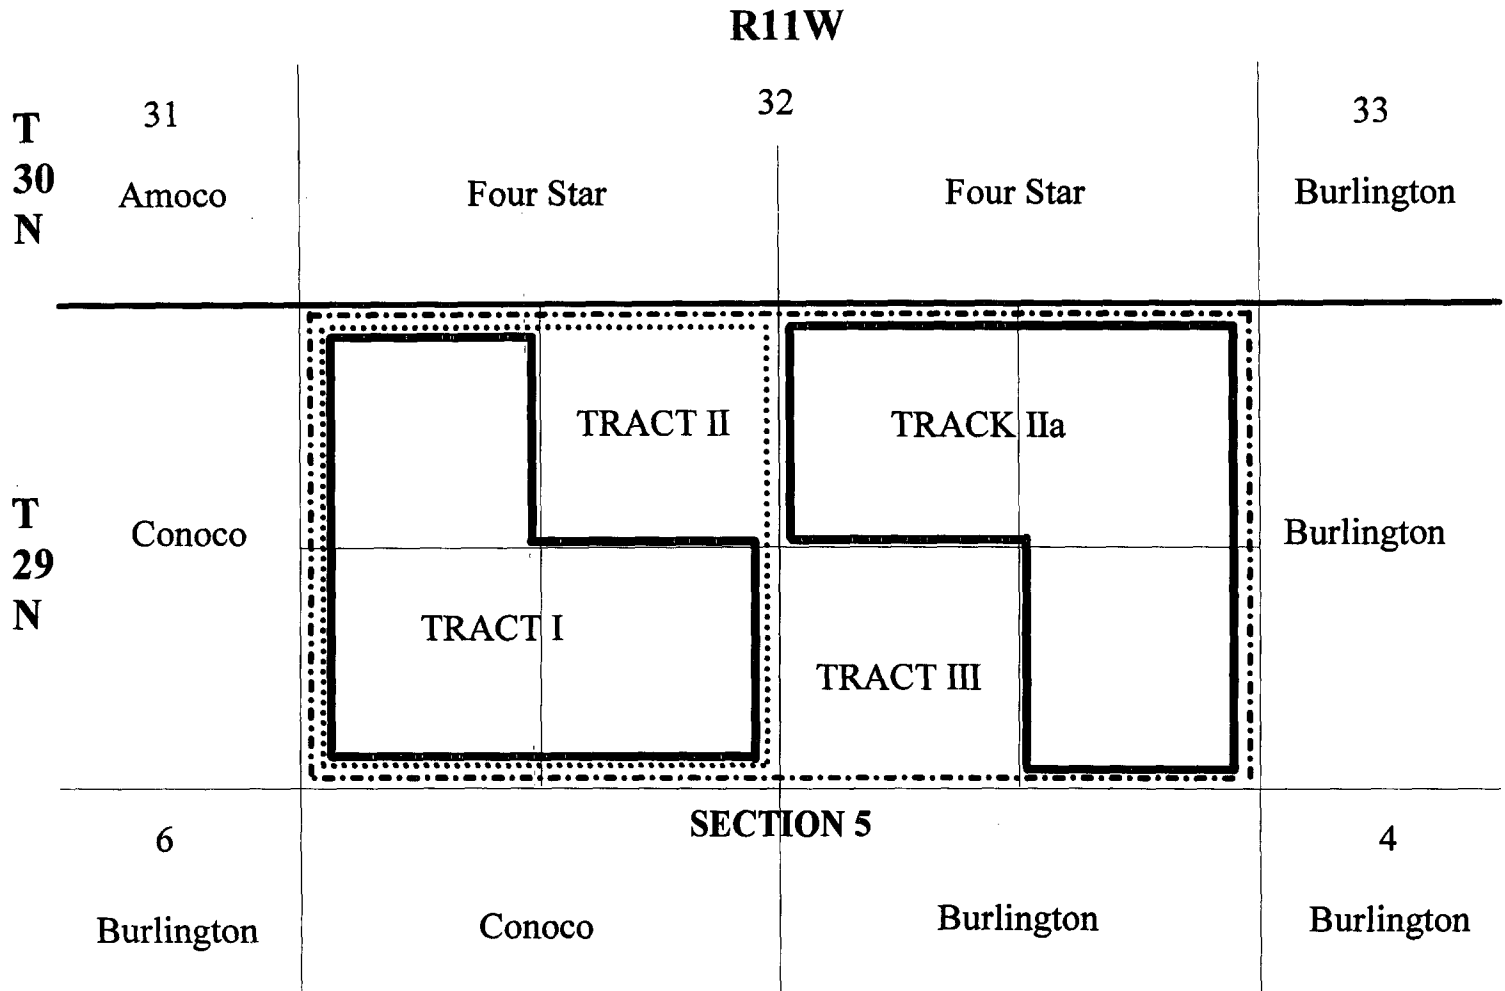 R11W
31
32
33
T
30
N
Amoco
Four Star
Four Star
Burlington
TRACT II
TRACK IIa
T
29
N
Conoco
Burlington
TRACT I
TRACT III
SECTION 5
6
4
Burlington
Conoco
Burlington
Burlington